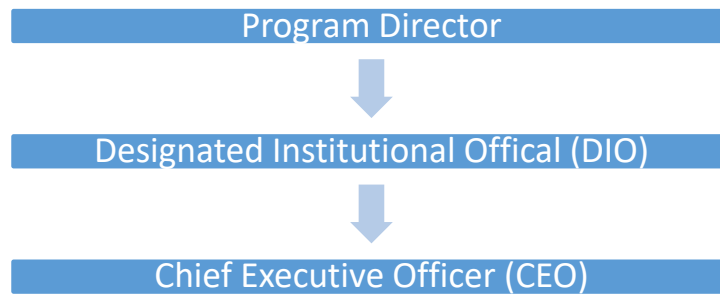 Program Director
Designated Institutional Offical (DIO)
Chief Executive Officer (CEO)